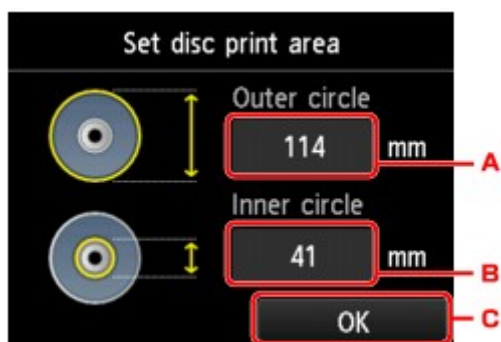 Set disc print area
Outer circle
114 mm
A
Inner circle
41 mm
B
OK
C